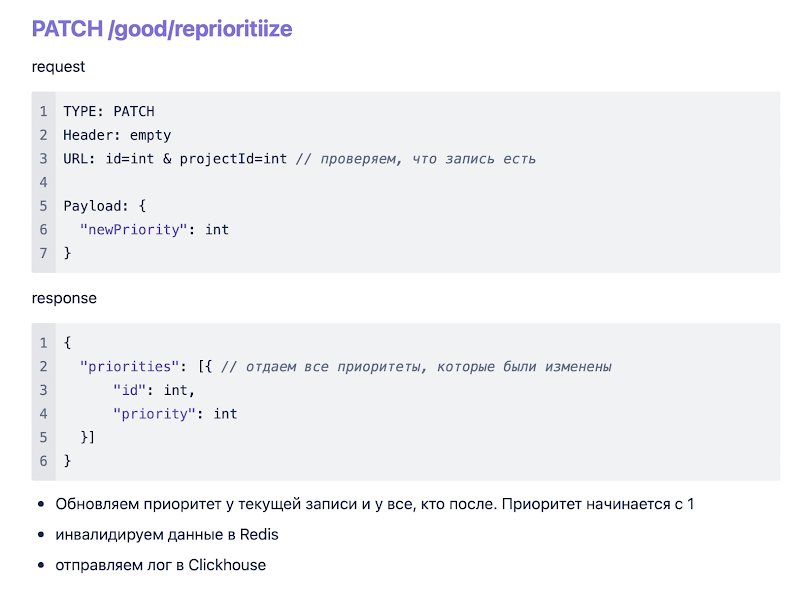 PATCH /good/reprioritiize
request
1 TYPE: PATCH
2 Header: empty
3 URL: id=int & projectId=int // проверяем, что запись есть
4
5 Payload: {
6   "newPriority": int
7 }
response
1 {
2   "priorities": [{ // отдаем все приоритеты, которые были изменены
3       "id": int,
4       "priority": int
5   }]
6 }
• Обновляем приоритет у текущей записи и у все, кто после. Приоритет начинается с 1
• инвалидируем данные в Redis
• отправляем лог в Clickhouse